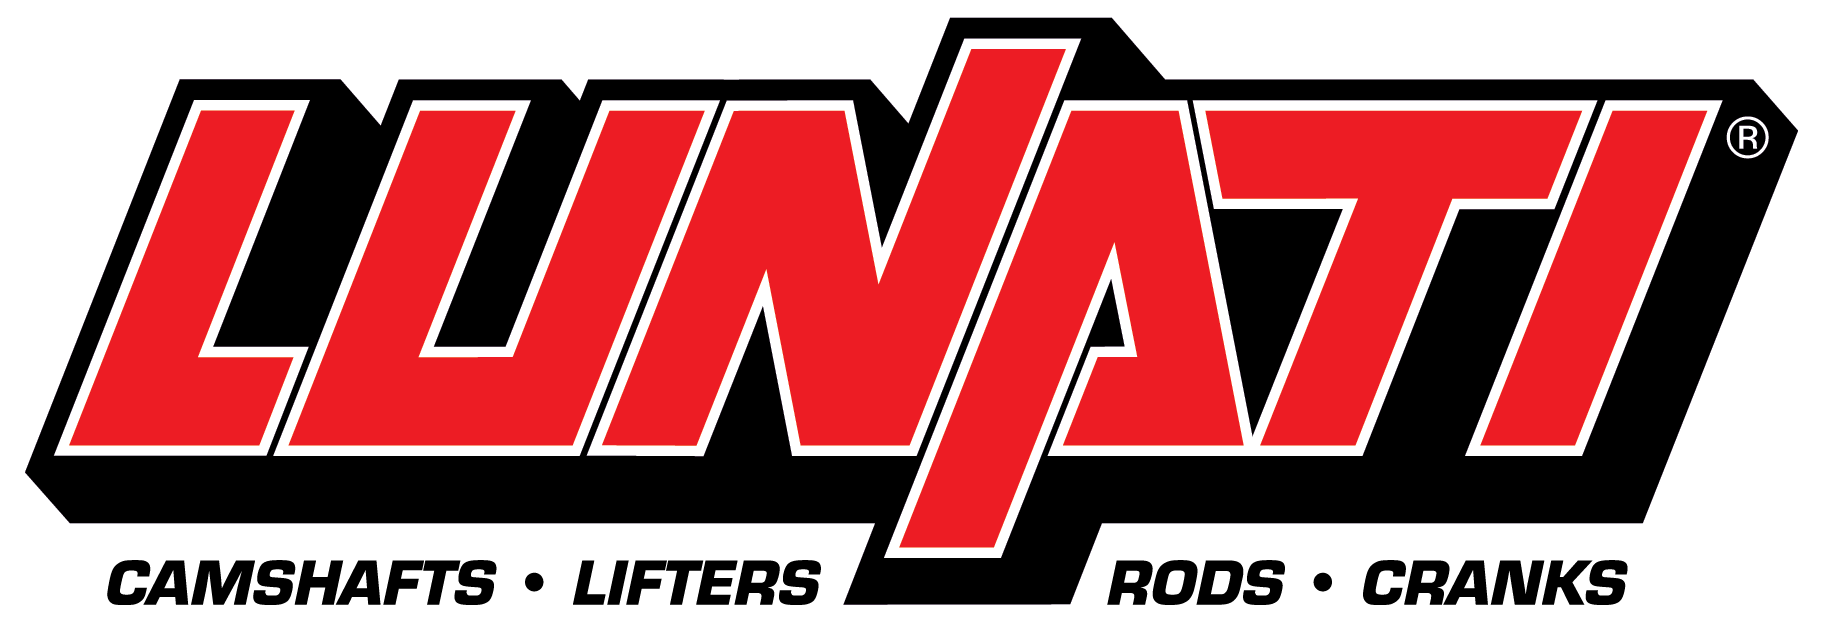 LUNATI®
CAMSHAFTS • LIFTERS RODS • CRANKS